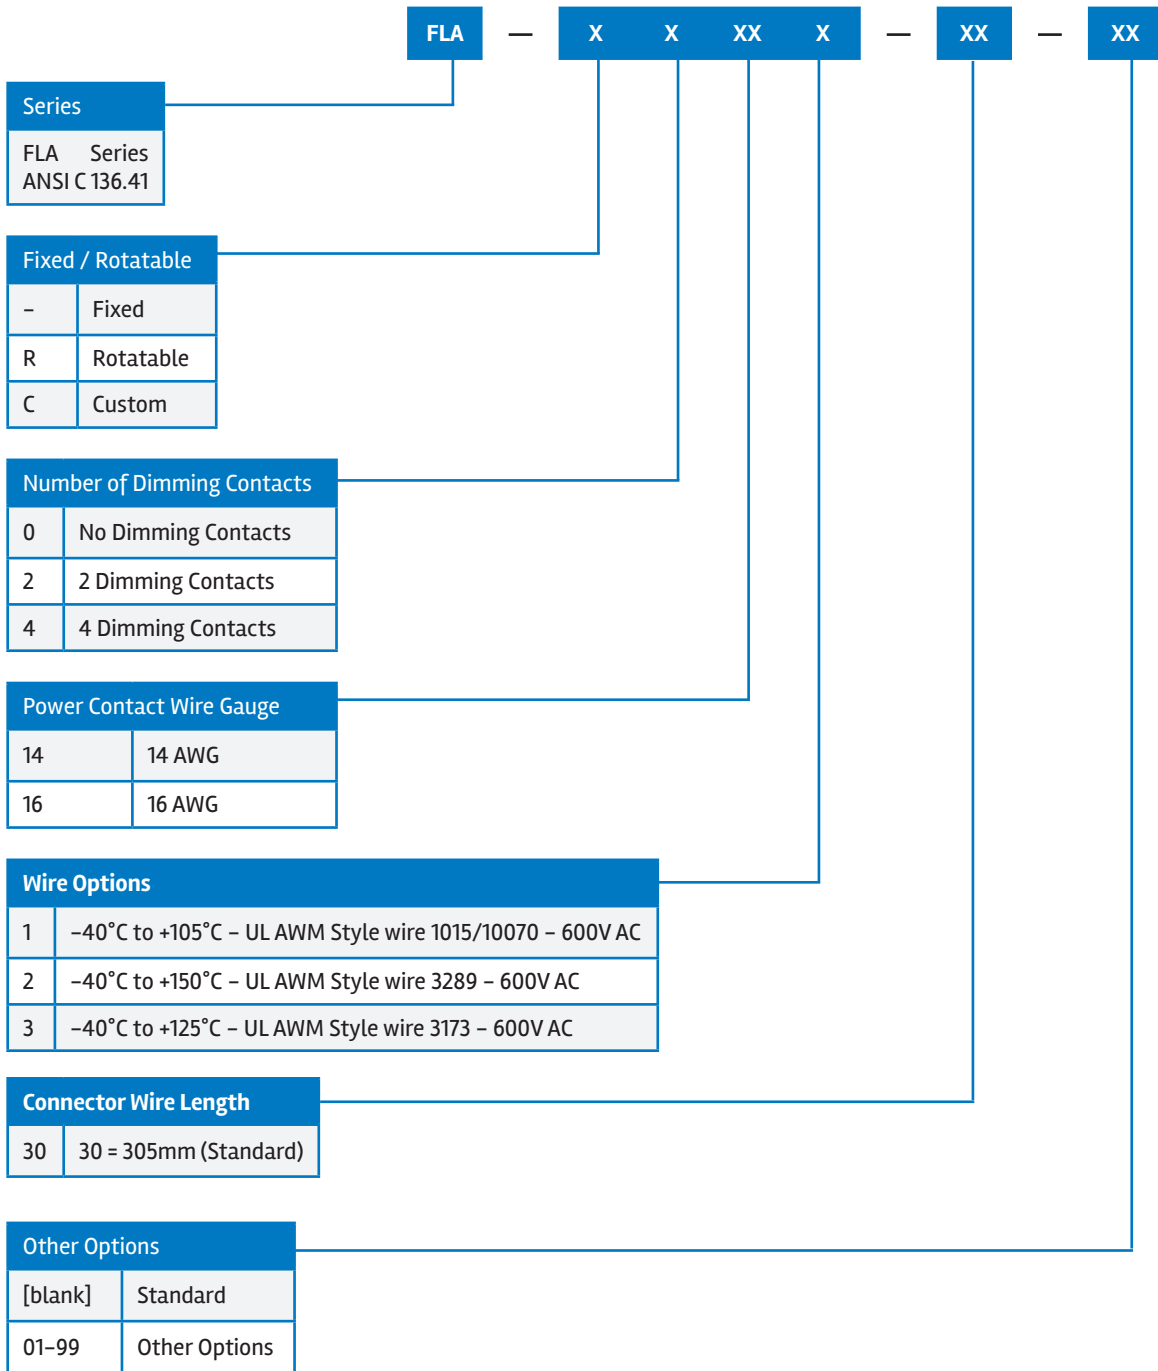 FLA — X X XX X — XX — XX
Series
FLA Series
ANSI C 136.41
Fixed / Rotatable
– Fixed
R Rotatable
C Custom
Number of Dimming Contacts
0 No Dimming Contacts
2 2 Dimming Contacts
4 4 Dimming Contacts
Power Contact Wire Gauge
14 14 AWG
16 16 AWG
Wire Options
1 –40°C to +105°C – UL AWM Style wire 1015/10070 – 600V AC
2 –40°C to +150°C – UL AWM Style wire 3289 – 600V AC
3 –40°C to +125°C – UL AWM Style wire 3173 – 600V AC
Connector Wire Length
30 30 = 305mm (Standard)
Other Options
[blank] Standard
01–99 Other Options